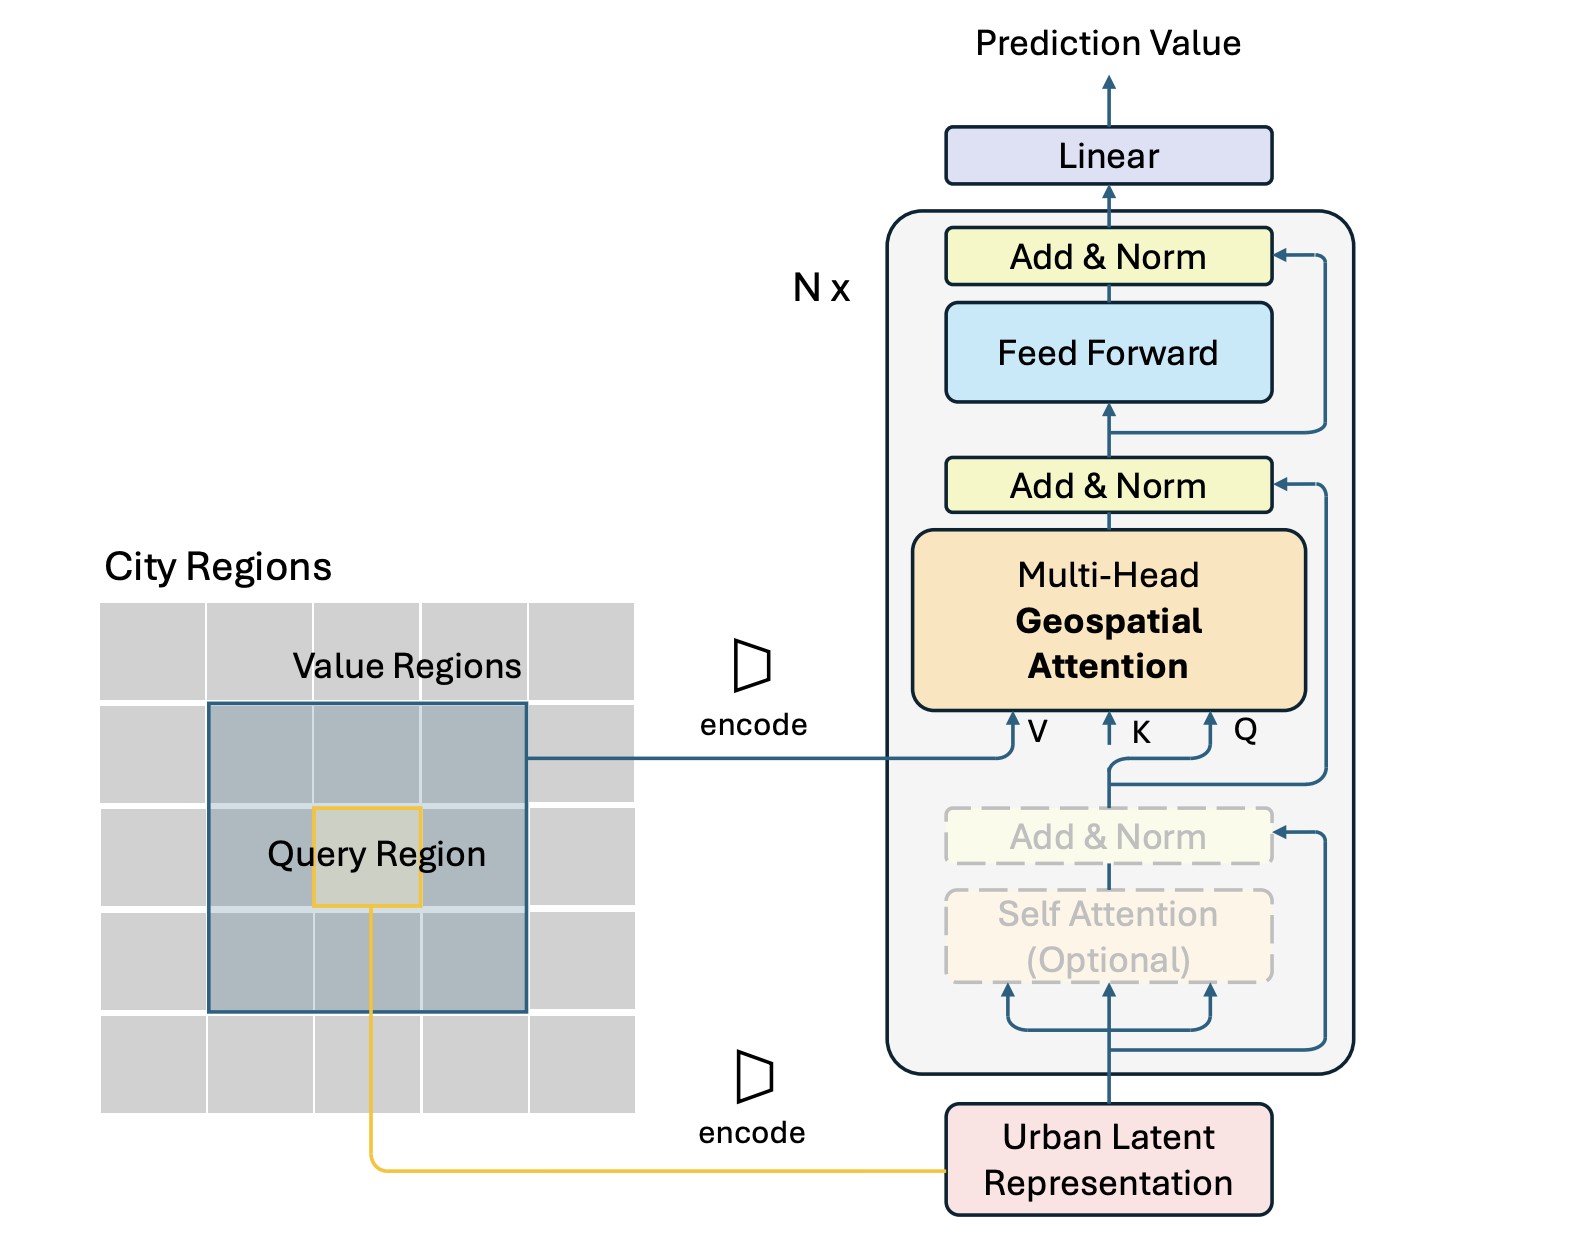 Prediction Value
Linear
Add & Norm
N x
Feed Forward
Add & Norm
Multi-Head
Geospatial
Attention
V
K
Q
City Regions
Value Regions
Query Region
encode
Add & Norm
Self Attention
(Optional)
encode
Urban Latent
Representation